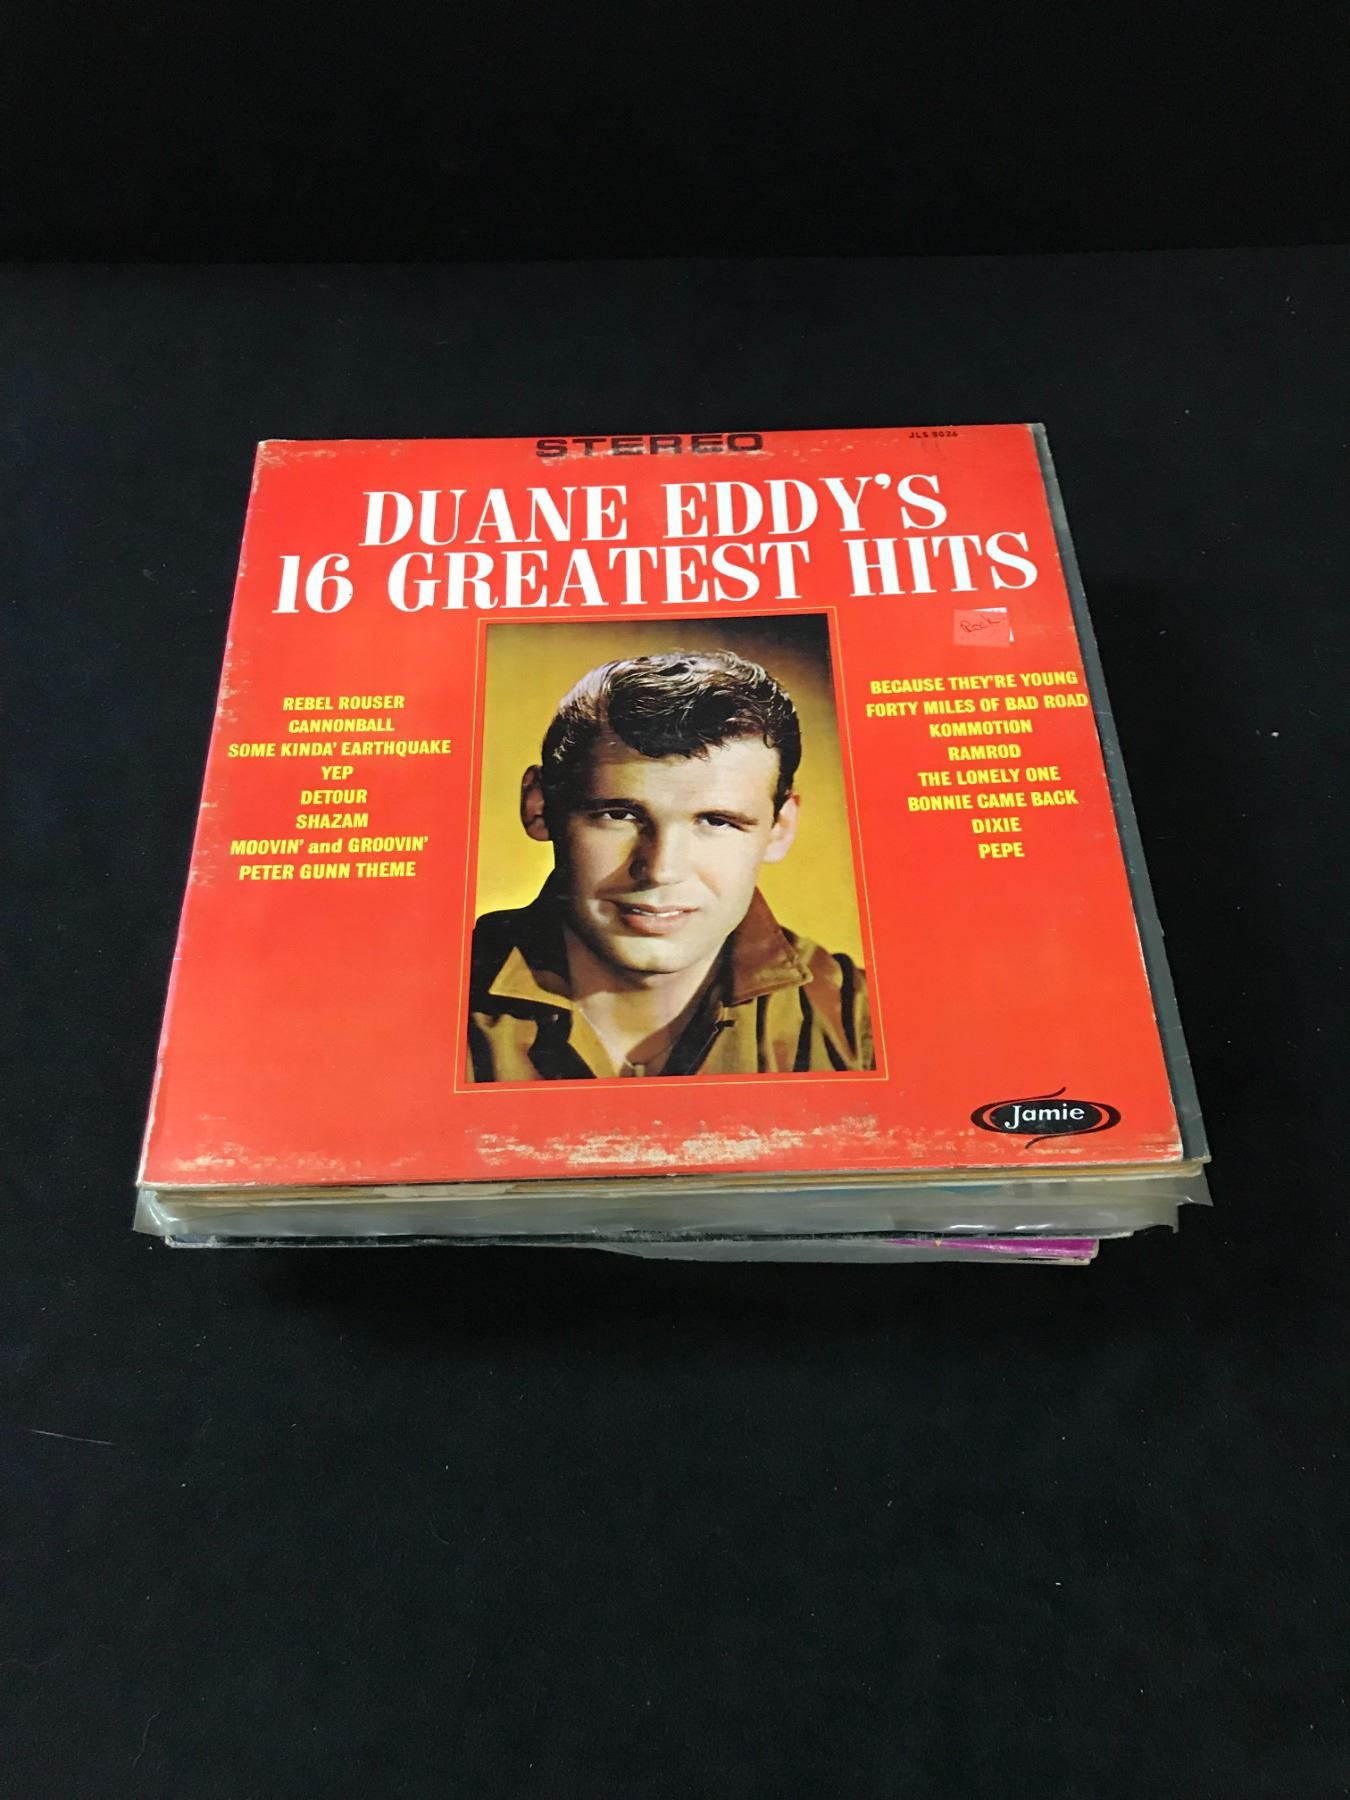 STEREO
JLS 3026
DUANE EDDY'S
16 GREATEST HITS
Rock
REBEL ROUSER
CANNONBALL
SOME KINDA' EARTHQUAKE
YEP
DETOUR
SHAZAM
MOOVIN' and GROOVIN'
PETER GUNN THEME
BECAUSE THEY'RE YOUNG
FORTY MILES OF BAD ROAD
KOMMOTION
RAMROD
THE LONELY ONE
BONNIE CAME BACK
DIXIE
PEPE
Jamie